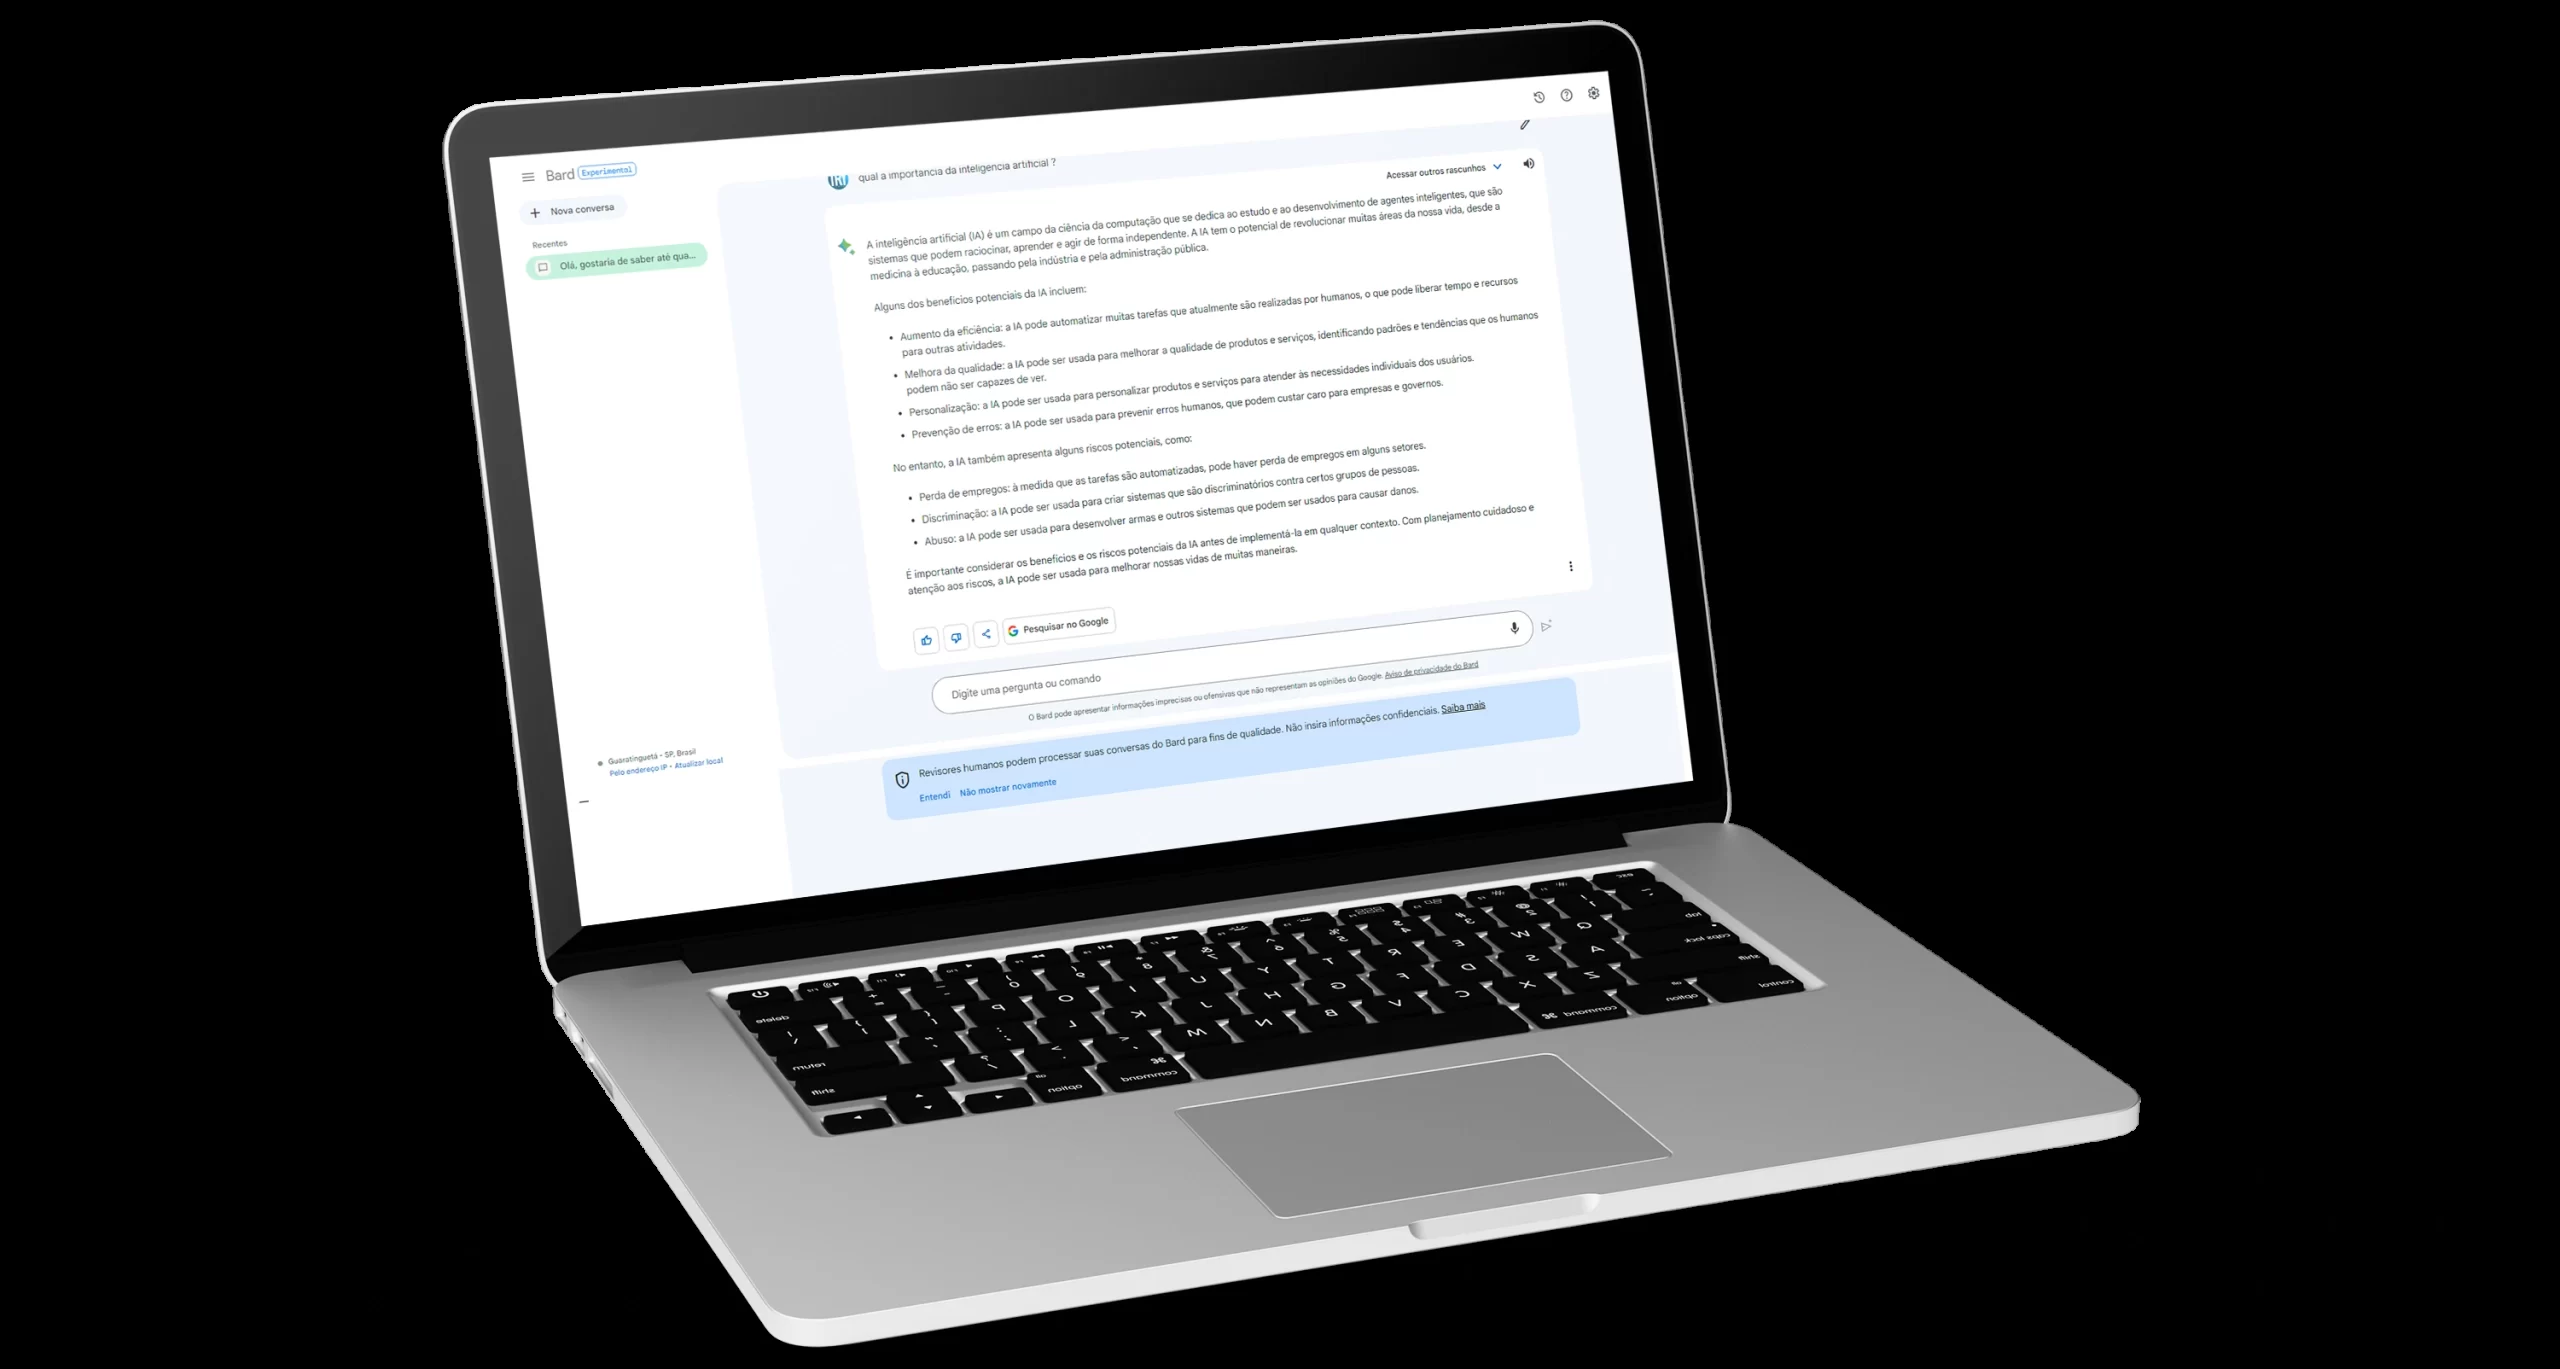 Bard Experimental
Nova conversa
Recentes
Olá, gostaria de saber até qua...
Guaratinguetá - SP, Brasil
Pelo endereço IP • Atualizar local
qual a importancia da inteligencia artificial ?
Acessar outros rascunhos
A inteligência artificial (IA) é um campo da ciência da computação que se dedica ao estudo e ao desenvolvimento de agentes inteligentes, que são
sistemas que podem raciocinar, aprender e agir de forma independente. A IA tem o potencial de revolucionar muitas áreas da nossa vida, desde a
medicina à educação, passando pela indústria e pela administração pública.
Alguns dos benefícios potenciais da IA incluem:
• Aumento da eficiência: a IA pode automatizar muitas tarefas que atualmente são realizadas por humanos, o que pode liberar tempo e recursos
para outras atividades.
• Melhora da qualidade: a IA pode ser usada para melhorar a qualidade de produtos e serviços, identificando padrões e tendências que os humanos
podem não ser capazes de ver.
• Personalização: a IA pode ser usada para personalizar produtos e serviços para atender às necessidades individuais dos usuários.
• Prevenção de erros: a IA pode ser usada para prevenir erros humanos, que podem custar caro para empresas e governos.
No entanto, a IA também apresenta alguns riscos potenciais, como:
• Perda de empregos: à medida que as tarefas são automatizadas, pode haver perda de empregos em alguns setores.
• Discriminação: a IA pode ser usada para criar sistemas que são discriminatórios contra certos grupos de pessoas.
• Abuso: a IA pode ser usada para desenvolver armas e outros sistemas que podem ser usados para causar danos.
É importante considerar os benefícios e os riscos potenciais da IA antes de implementá-la em qualquer contexto. Com planejamento cuidadoso e
atenção aos riscos, a IA pode ser usada para melhorar nossas vidas de muitas maneiras.
Pesquisar no Google
Digite uma pergunta ou comando
O Bard pode apresentar informações imprecisas ou ofensivas que não representam as opiniões do Google. Aviso de privacidade do Bard
Revisores humanos podem processar suas conversas do Bard para fins de qualidade. Não insira informações confidenciais. Saiba mais
Entendi Não mostrar novamente